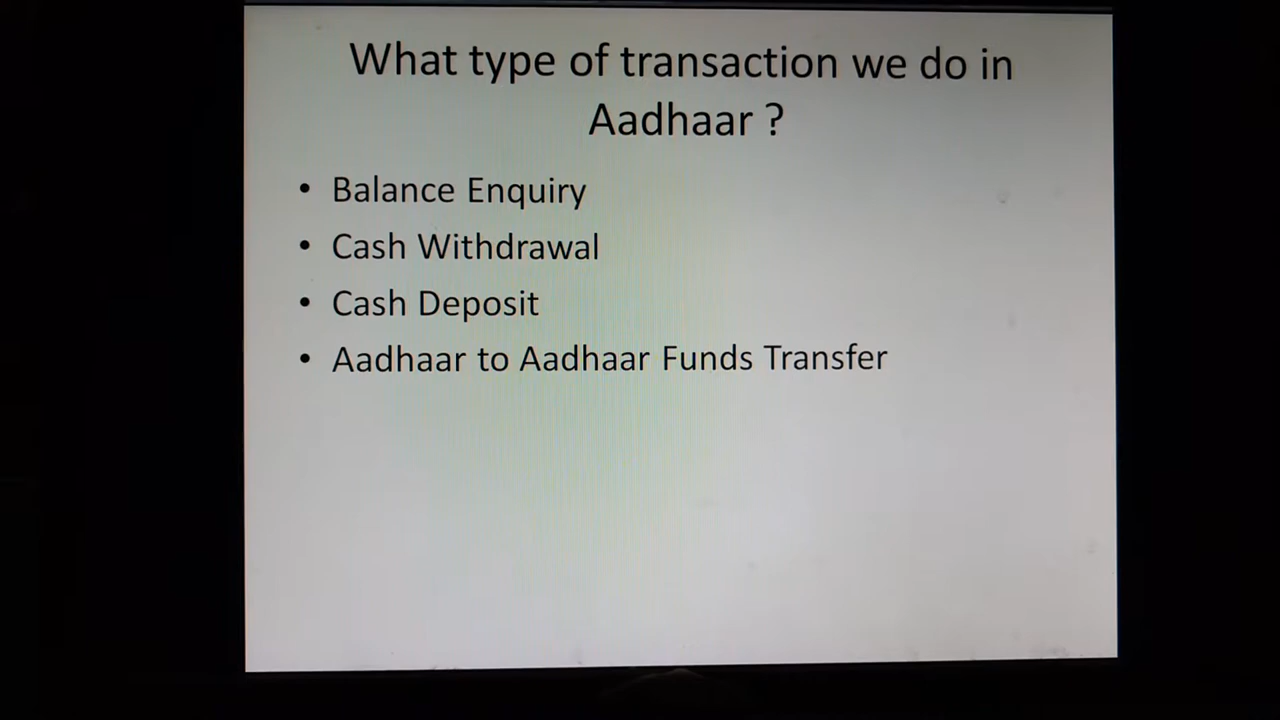 What type of transaction we do in
Aadhaar ?
• Balance Enquiry
• Cash Withdrawal
• Cash Deposit
• Aadhaar to Aadhaar Funds Transfer